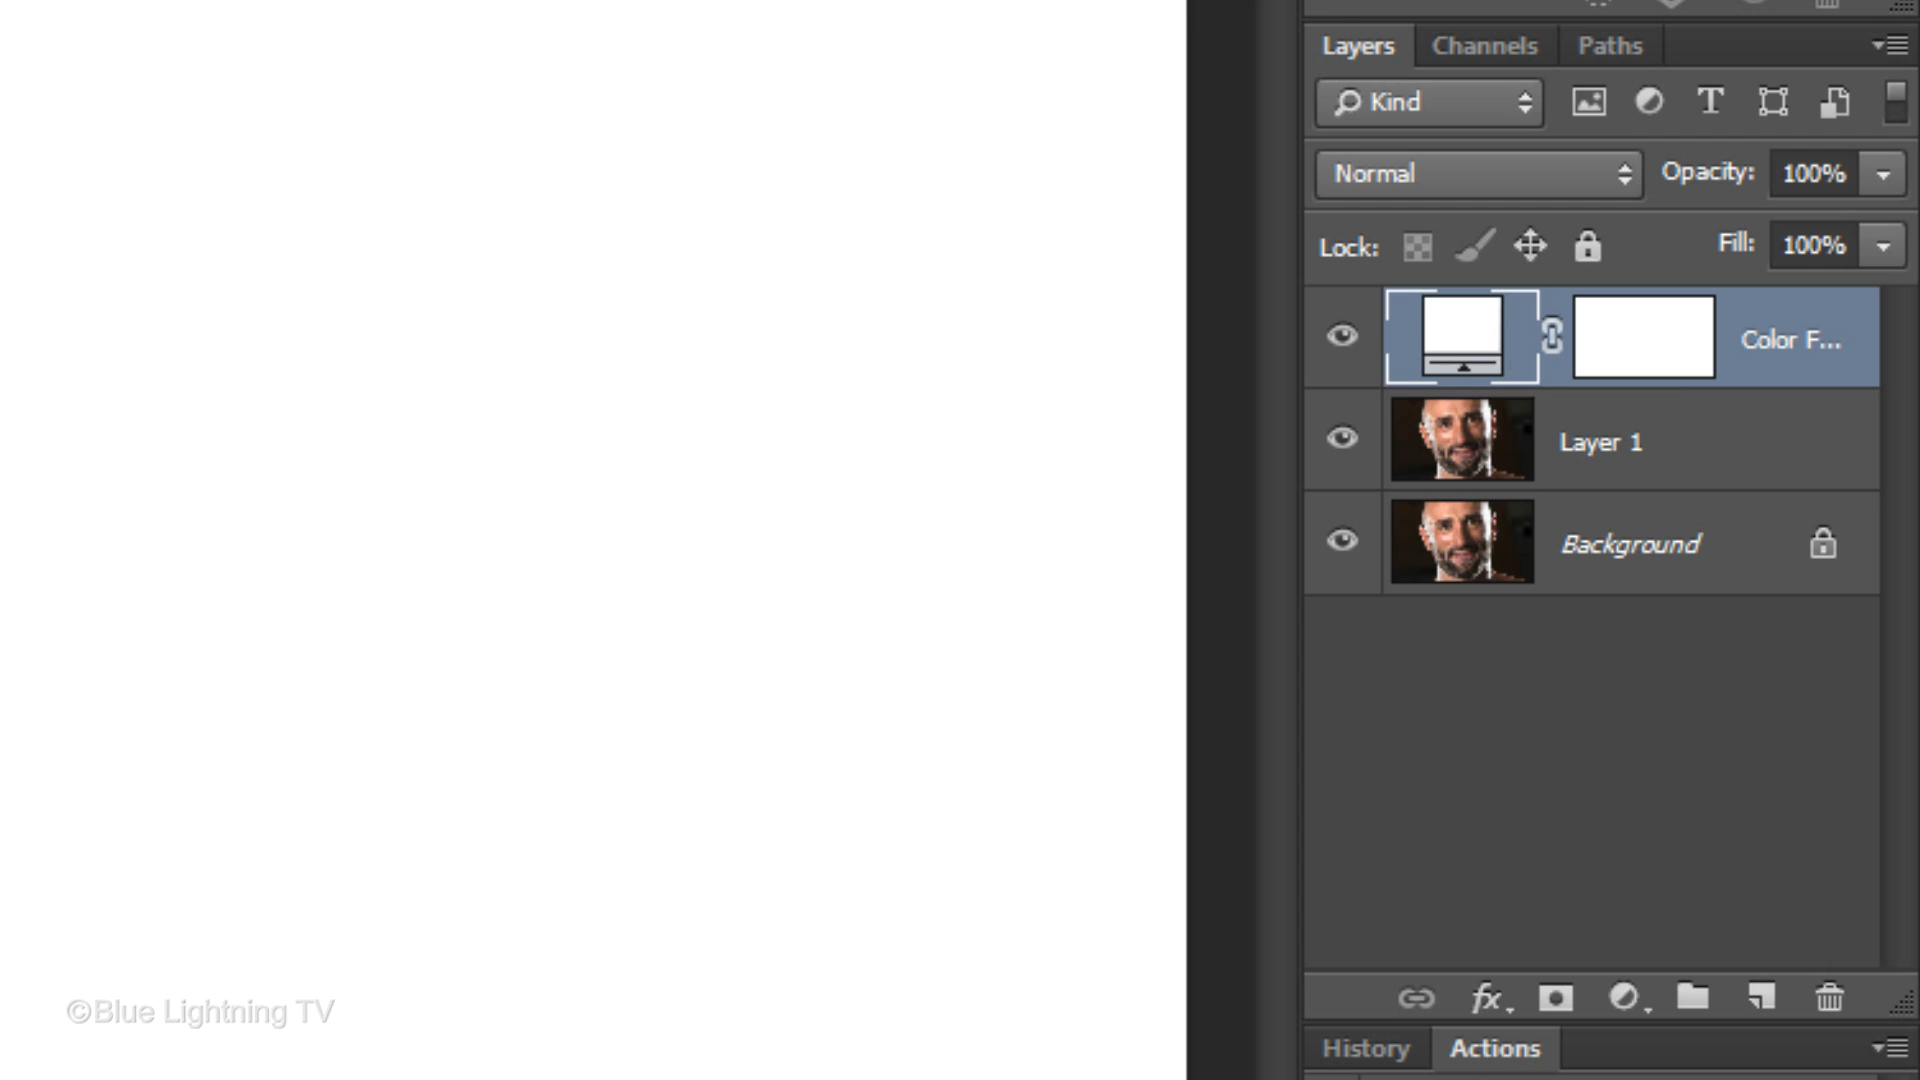 Layers Channels Paths
Kind T
Normal Opacity: 100%
Lock: Fill: 100%
Color F...
Layer 1
Background
fx
©Blue Lightning TV
History Actions